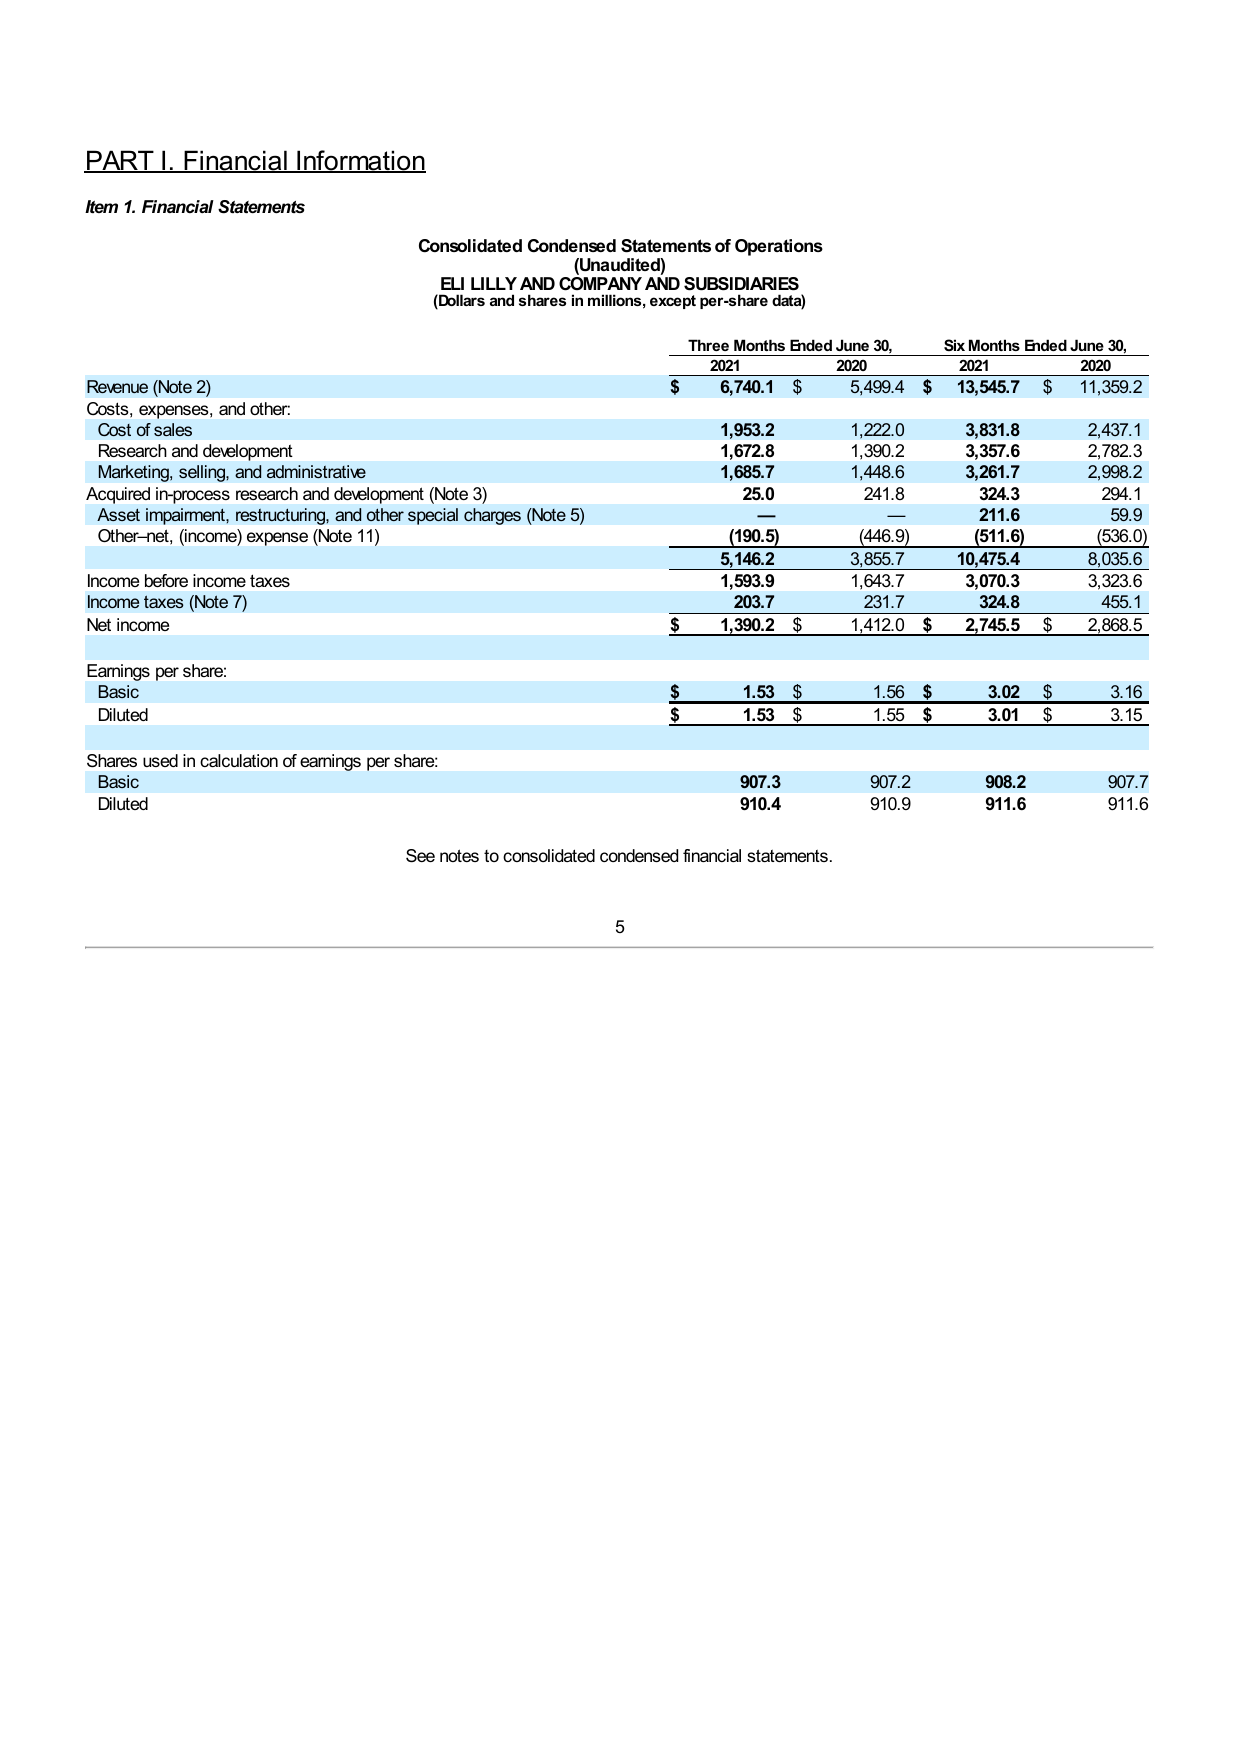 PART I. Financial Information
Item 1. Financial Statements
Consolidated Condensed Statements of Operations
(Unaudited)
ELI LILLY AND COMPANY AND SUBSIDIARIES
(Dollars and shares in millions, except per-share data)
Three Months Ended June 30, Six Months Ended June 30,
2021 2020 2021 2020
Revenue (Note 2) $ 6,740.1 $ 5,499.4 $ 13,545.7 $ 11,359.2
Costs, expenses, and other:
Cost of sales 1,953.2 1,222.0 3,831.8 2,437.1
Research and development 1,672.8 1,390.2 3,357.6 2,782.3
Marketing, selling, and administrative 1,685.7 1,448.6 3,261.7 2,998.2
Acquired in-process research and development (Note 3) 25.0 241.8 324.3 294.1
Asset impairment, restructuring, and other special charges (Note 5) — — 211.6 59.9
Other–net, (income) expense (Note 11) (190.5) (446.9) (511.6) (536.0)
5,146.2 3,855.7 10,475.4 8,035.6
Income before income taxes 1,593.9 1,643.7 3,070.3 3,323.6
Income taxes (Note 7) 203.7 231.7 324.8 455.1
Net income $ 1,390.2 $ 1,412.0 $ 2,745.5 $ 2,868.5
Earnings per share:
Basic $ 1.53 $ 1.56 $ 3.02 $ 3.16
Diluted $ 1.53 $ 1.55 $ 3.01 $ 3.15
Shares used in calculation of earnings per share:
Basic 907.3 907.2 908.2 907.7
Diluted 910.4 910.9 911.6 911.6
See notes to consolidated condensed financial statements.
5